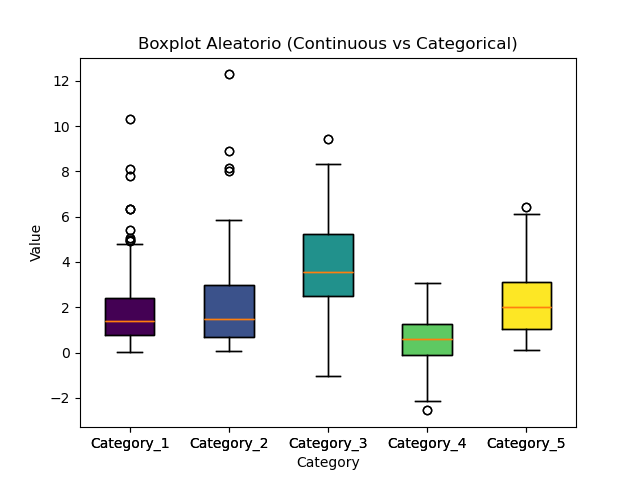 Boxplot Aleatorio (Continuous vs Categorical)
12
10
8
6
4
2
0
−2
Value
Category_1 Category_2 Category_3 Category_4 Category_5
Category